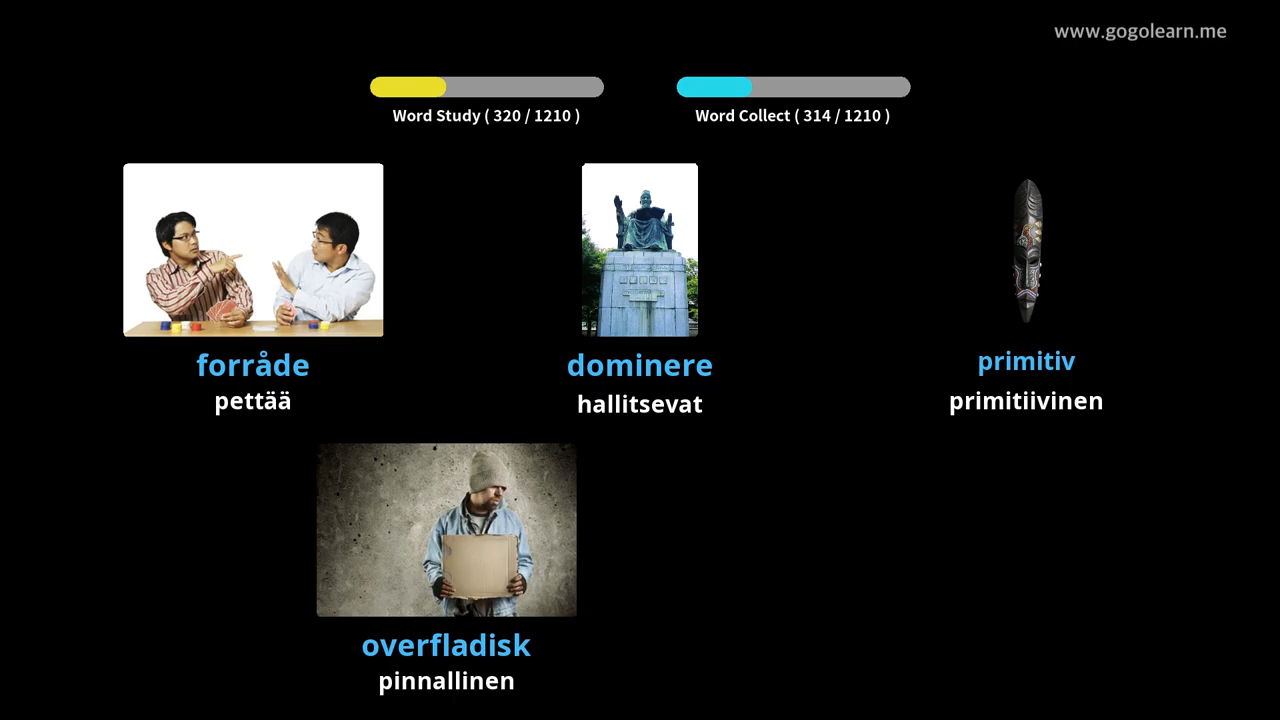 www.gogolearn.me
Word Study ( 320 / 1210 )
Word Collect ( 314 / 1210 )
forråde
dominere
primitiv
pettää
hallitsevat
primitiivinen
overfladisk
pinnallinen